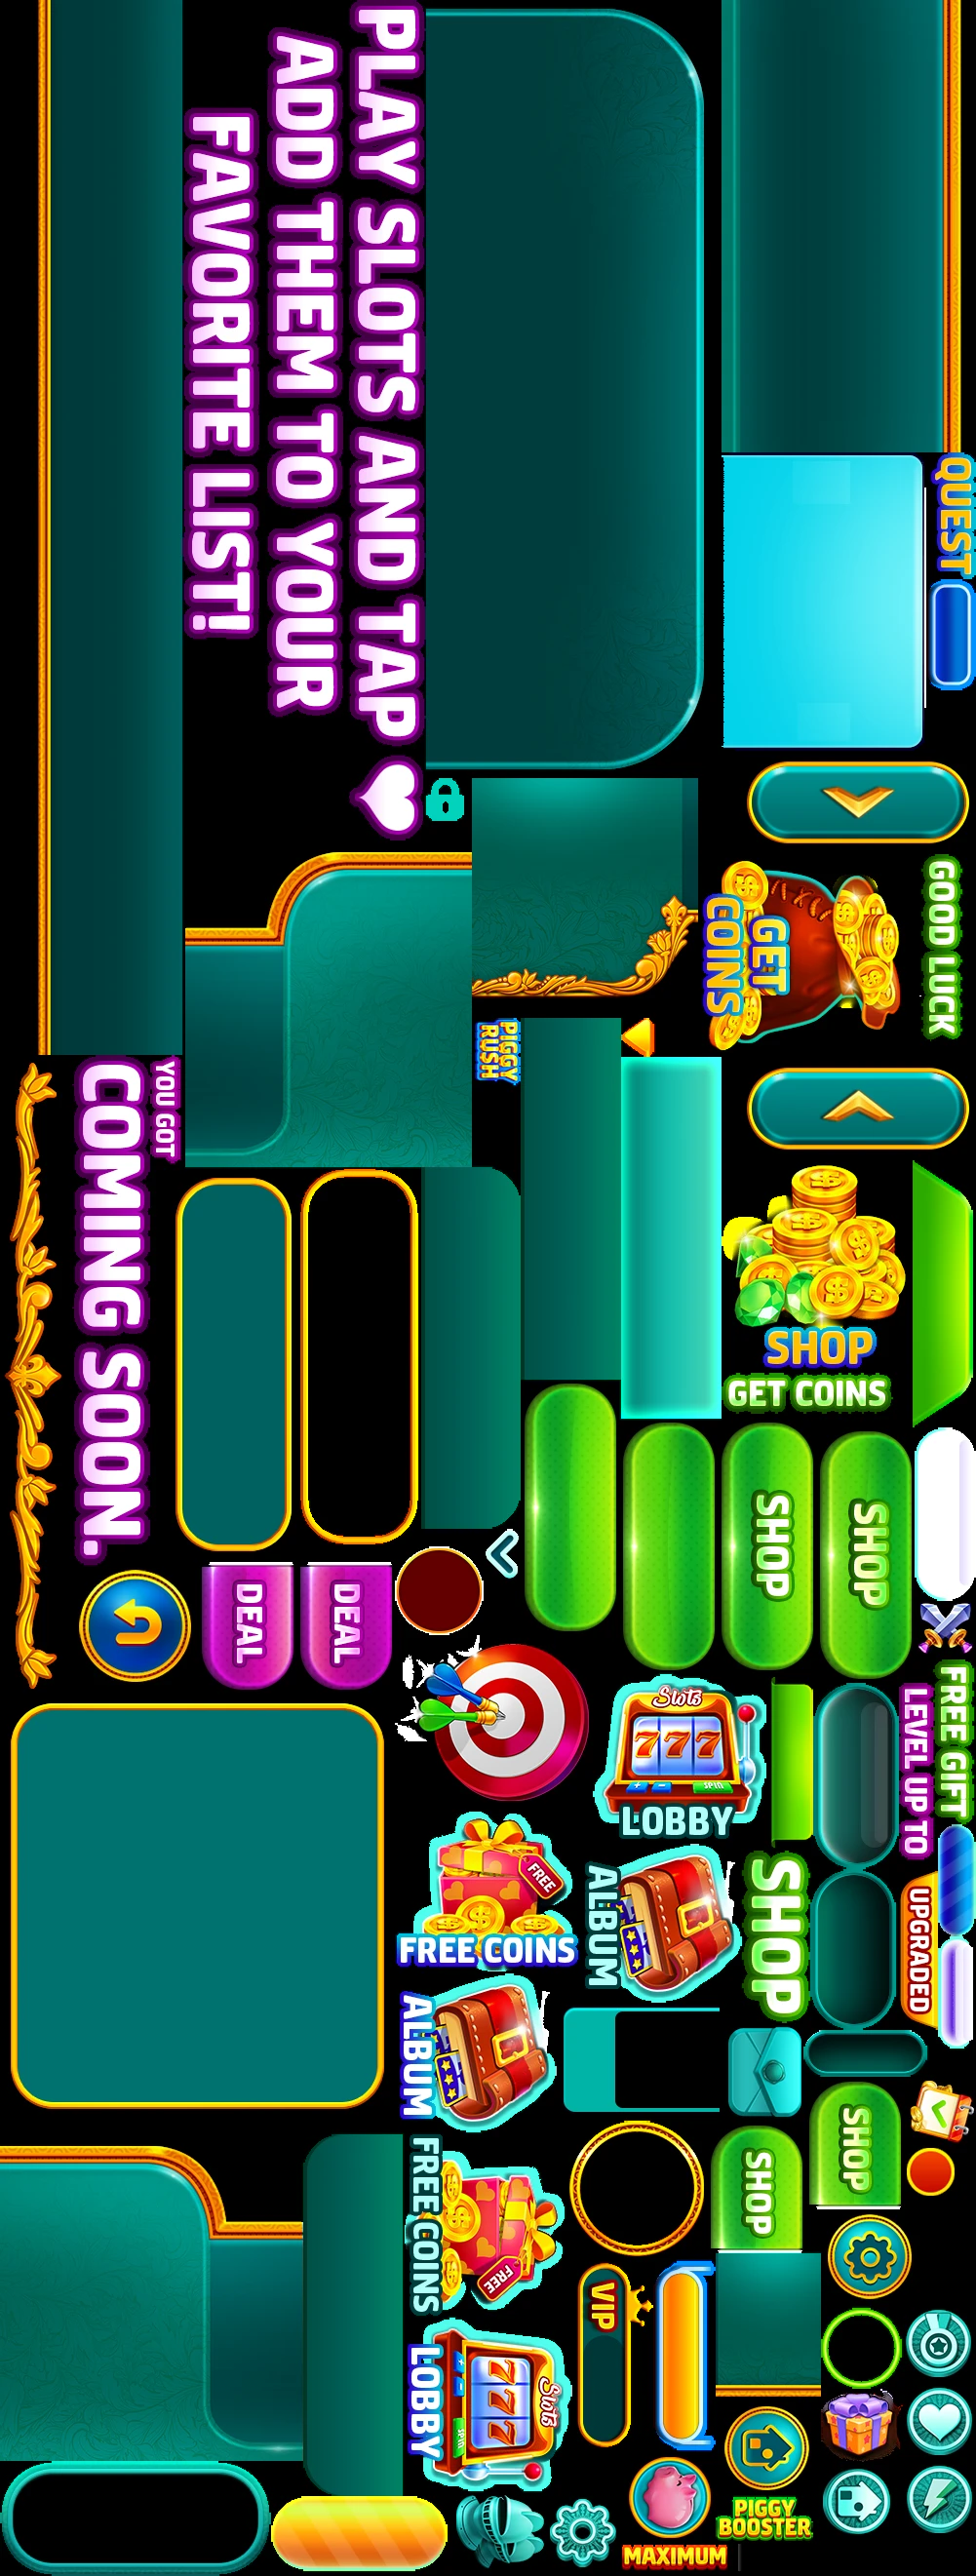 PLAY SLOTS AND TAP
ADD THEM TO YOUR
FAVORITE LIST!
QUEST
GOOD LUCK
GET
COINS
PIGGY
RUSH
YOU GOT
COMING SOON.
SHOP
GET COINS
SHOP
SHOP
DEAL
DEAL
FREE GIFT
LEVEL UP TO
Slots
777
SPIN
LOBBY
FREE
FREE COINS
ALBUM
SHOP
UPGRADED
ALBUM
SHOP
SHOP
FREE COINS
FREE
VIP
Slots
777
SPIN
LOBBY
PIGGY
BOOSTER
MAXIMUM